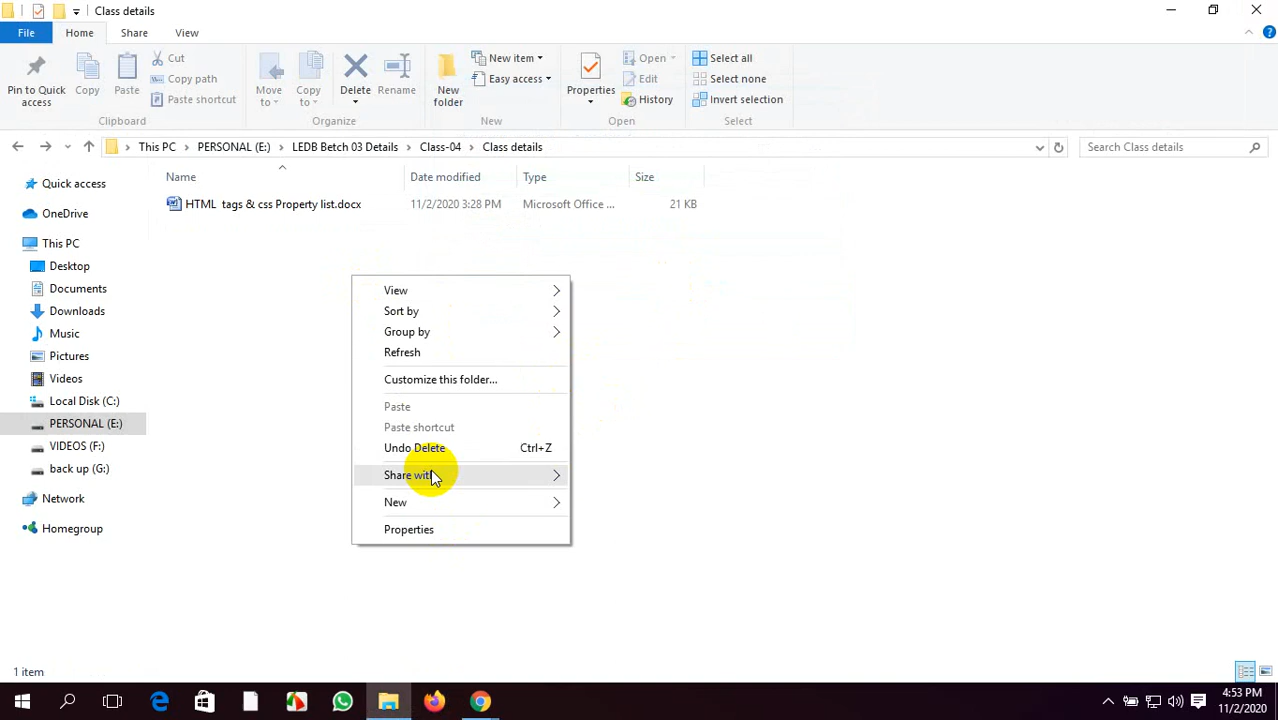 Class details
File Home Share View
Pin to Quick access
Copy
Paste
Cut
Copy path
Paste shortcut
Clipboard
Move to
Copy to
Delete
Rename
Organize
New folder
New item
Easy access
New
Properties
Open
Edit
History
Open
Select all
Select none
Invert selection
Select
This PC PERSONAL (E:) LEDB Betch 03 Details Class-04 Class details
Search Class details
Name Date modified Type Size
HTML tags & css Property list.docx 11/2/2020 3:28 PM Microsoft Office ... 21 KB
Quick access
OneDrive
This PC
Desktop
Documents
Downloads
Music
Pictures
Videos
Local Disk (C:)
PERSONAL (E:)
VIDEOS (F:)
back up (G:)
Network
Homegroup
View
Sort by
Group by
Refresh
Customize this folder...
Paste
Paste shortcut
Undo Delete Ctrl+Z
Share with
New
Properties
1 item
4:53 PM
11/2/2020